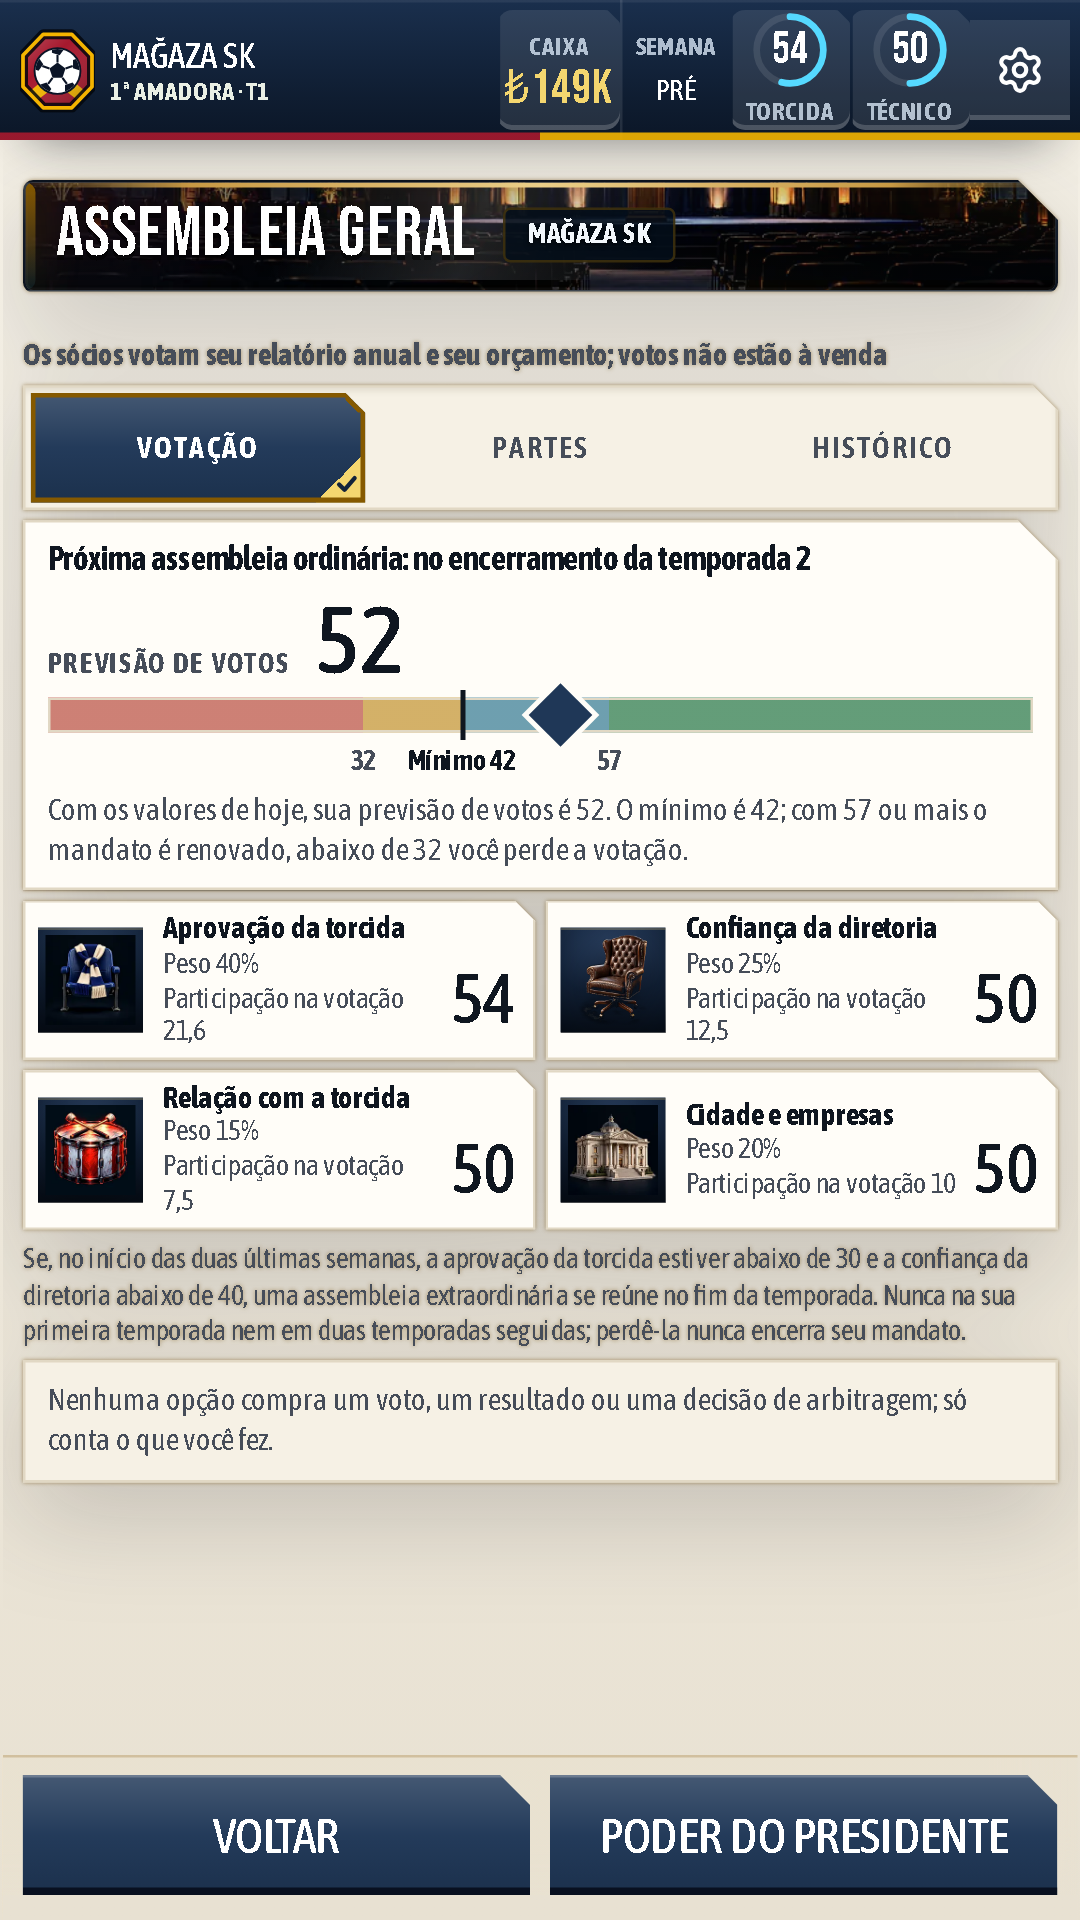 MAĞAZA SK
1ª AMADORA · T1
CAIXA
₺149K
SEMANA
PRÉ
54
TORCIDA
50
TÉCNICO
ASSEMBLEIA GERAL
MAĞAZA SK
Os sócios votam seu relatório anual e seu orçamento; votos não estão à venda
VOTAÇÃO
PARTES
HISTÓRICO
Próxima assembleia ordinária: no encerramento da temporada 2
PREVISÃO DE VOTOS 52
32
Mínimo 42
57
Com os valores de hoje, sua previsão de votos é 52. O mínimo é 42; com 57 ou mais o
mandato é renovado, abaixo de 32 você perde a votação.
Aprovação da torcida
Peso 40%
Participação na votação
21,6
54
Confiança da diretoria
Peso 25%
Participação na votação
12,5
50
Relação com a torcida
Peso 15%
Participação na votação
7,5
50
Cidade e empresas
Peso 20%
Participação na votação 10
50
Se, no início das duas últimas semanas, a aprovação da torcida estiver abaixo de 30 e a confiança da
diretoria abaixo de 40, uma assembleia extraordinária se reúne no fim da temporada. Nunca na sua
primeira temporada nem em duas temporadas seguidas; perdê-la nunca encerra seu mandato.
Nenhuma opção compra um voto, um resultado ou uma decisão de arbitragem; só
conta o que você fez.
VOLTAR
PODER DO PRESIDENTE